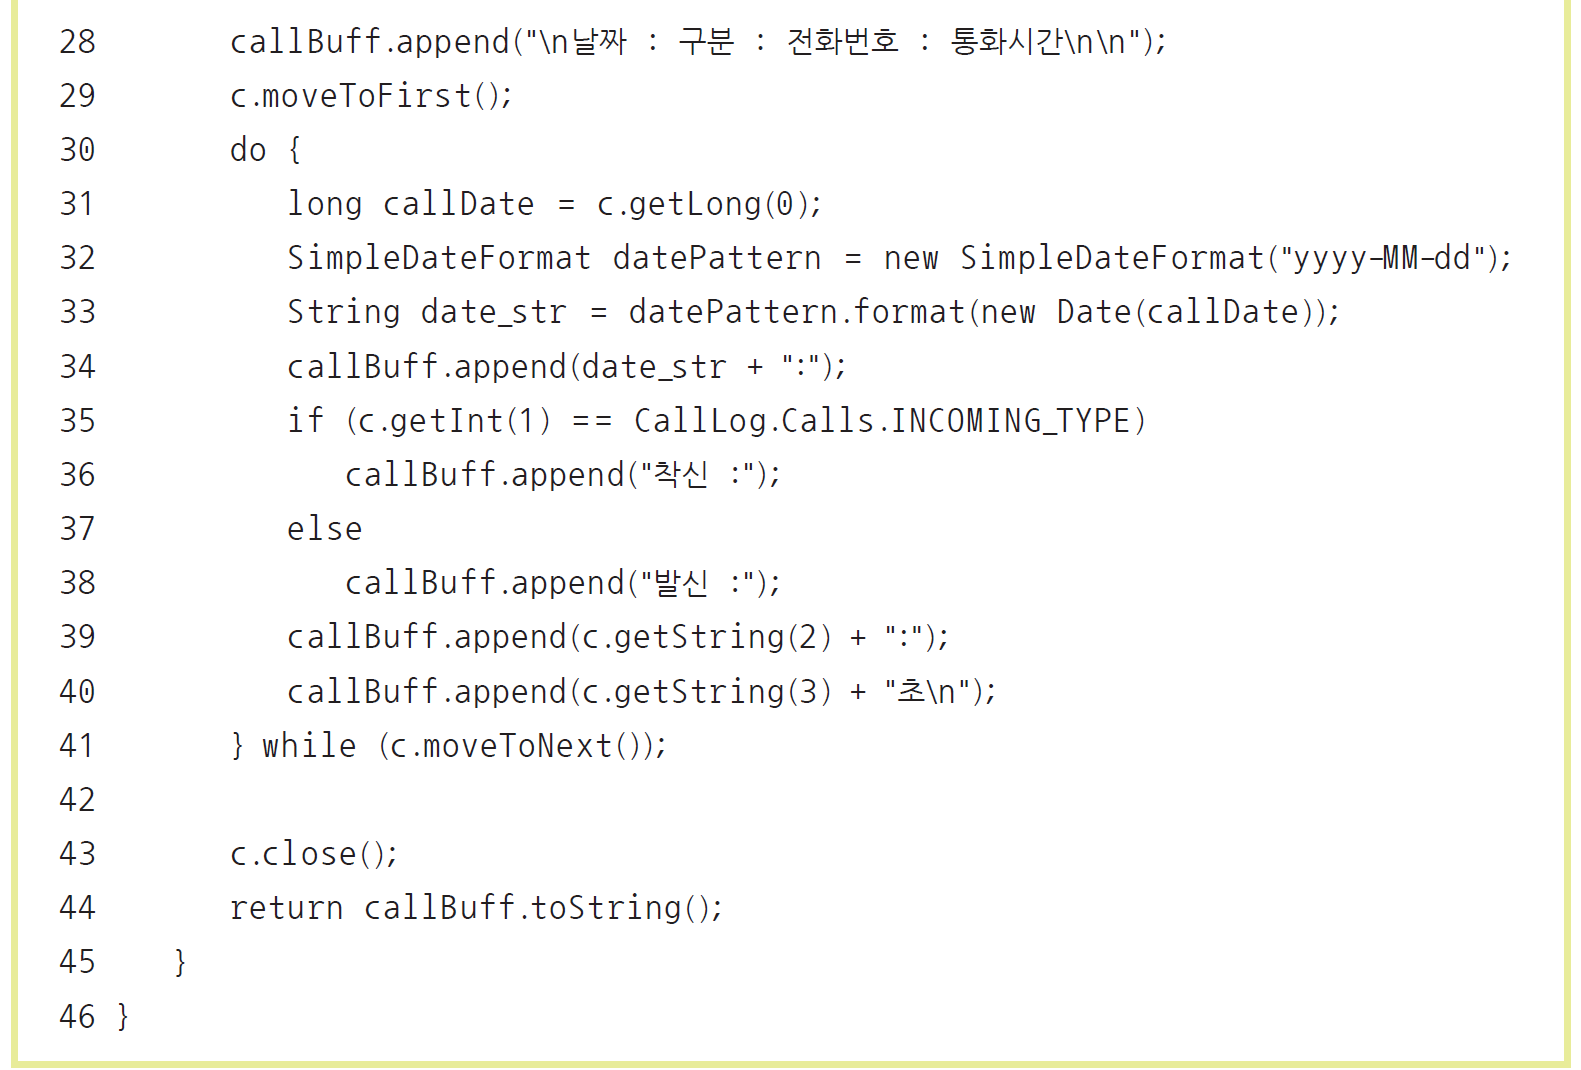 28 callBuff.append("\n날짜 : 구분 : 전화번호 : 통화시간\n\n");
29 c.moveToFirst();
30 do {
31 long callDate = c.getLong(0);
32 SimpleDateFormat datePattern = new SimpleDateFormat("yyyy-MM-dd");
33 String date_str = datePattern.format(new Date(callDate));
34 callBuff.append(date_str + ":");
35 if (c.getInt(1) == CallLog.Calls.INCOMING_TYPE)
36 callBuff.append("착신 :");
37 else
38 callBuff.append("발신 :");
39 callBuff.append(c.getString(2) + ":");
40 callBuff.append(c.getString(3) + "초\n");
41 } while (c.moveToNext());
42
43 c.close();
44 return callBuff.toString();
45 }
46 }